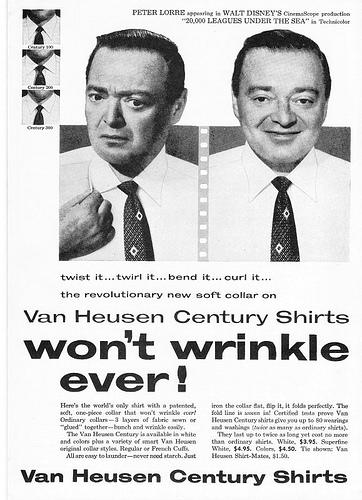 PETER LORRE appearing in WALT DISNEY'S CinemaScope production
"20,000 LEAGUES UNDER THE SEA" in Technicolor
Century 100
Century 200
Century 300
twist it...twirl it...bend it...curl it...
the revolutionary new soft collar on
Van Heusen Century Shirts
won't wrinkle
ever!
Here's the world's only shirt with a patented,
soft, one-piece collar that won't wrinkle ever!
Ordinary collars—3 layers of fabric sewn or
"glued" together—bunch and wrinkle easily.
The Van Heusen Century is available in white
and colors plus a variety of smart Van Heusen
original collar styles. Regular or French Cuffs.
All are easy to launder—never need starch. Just
iron the collar flat, flip it, it folds perfectly. The
fold line is woven in! Certified tests prove Van
Heusen Century shirts give you up to 80 wearings
and washings (twice as many as ordinary shirts).
They last up to twice as long yet cost no more
than ordinary shirts. White, $3.95. Superfine
White, $4.95. Colors, $4.50. Tie shown: Van
Heusen Shirt-Mates, $1.50.
Van Heusen Century Shirts